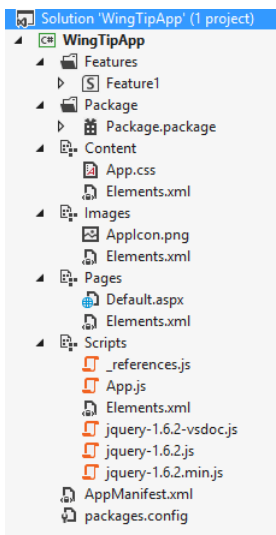 Solution 'WingTipApp' (1 project)
WingTipApp
Features
Feature1
Package
Package.package
Content
App.css
Elements.xml
Images
AppIcon.png
Elements.xml
Pages
Default.aspx
Elements.xml
Scripts
_references.js
App.js
Elements.xml
jquery-1.6.2-vsdoc.js
jquery-1.6.2.js
jquery-1.6.2.min.js
AppManifest.xml
packages.config